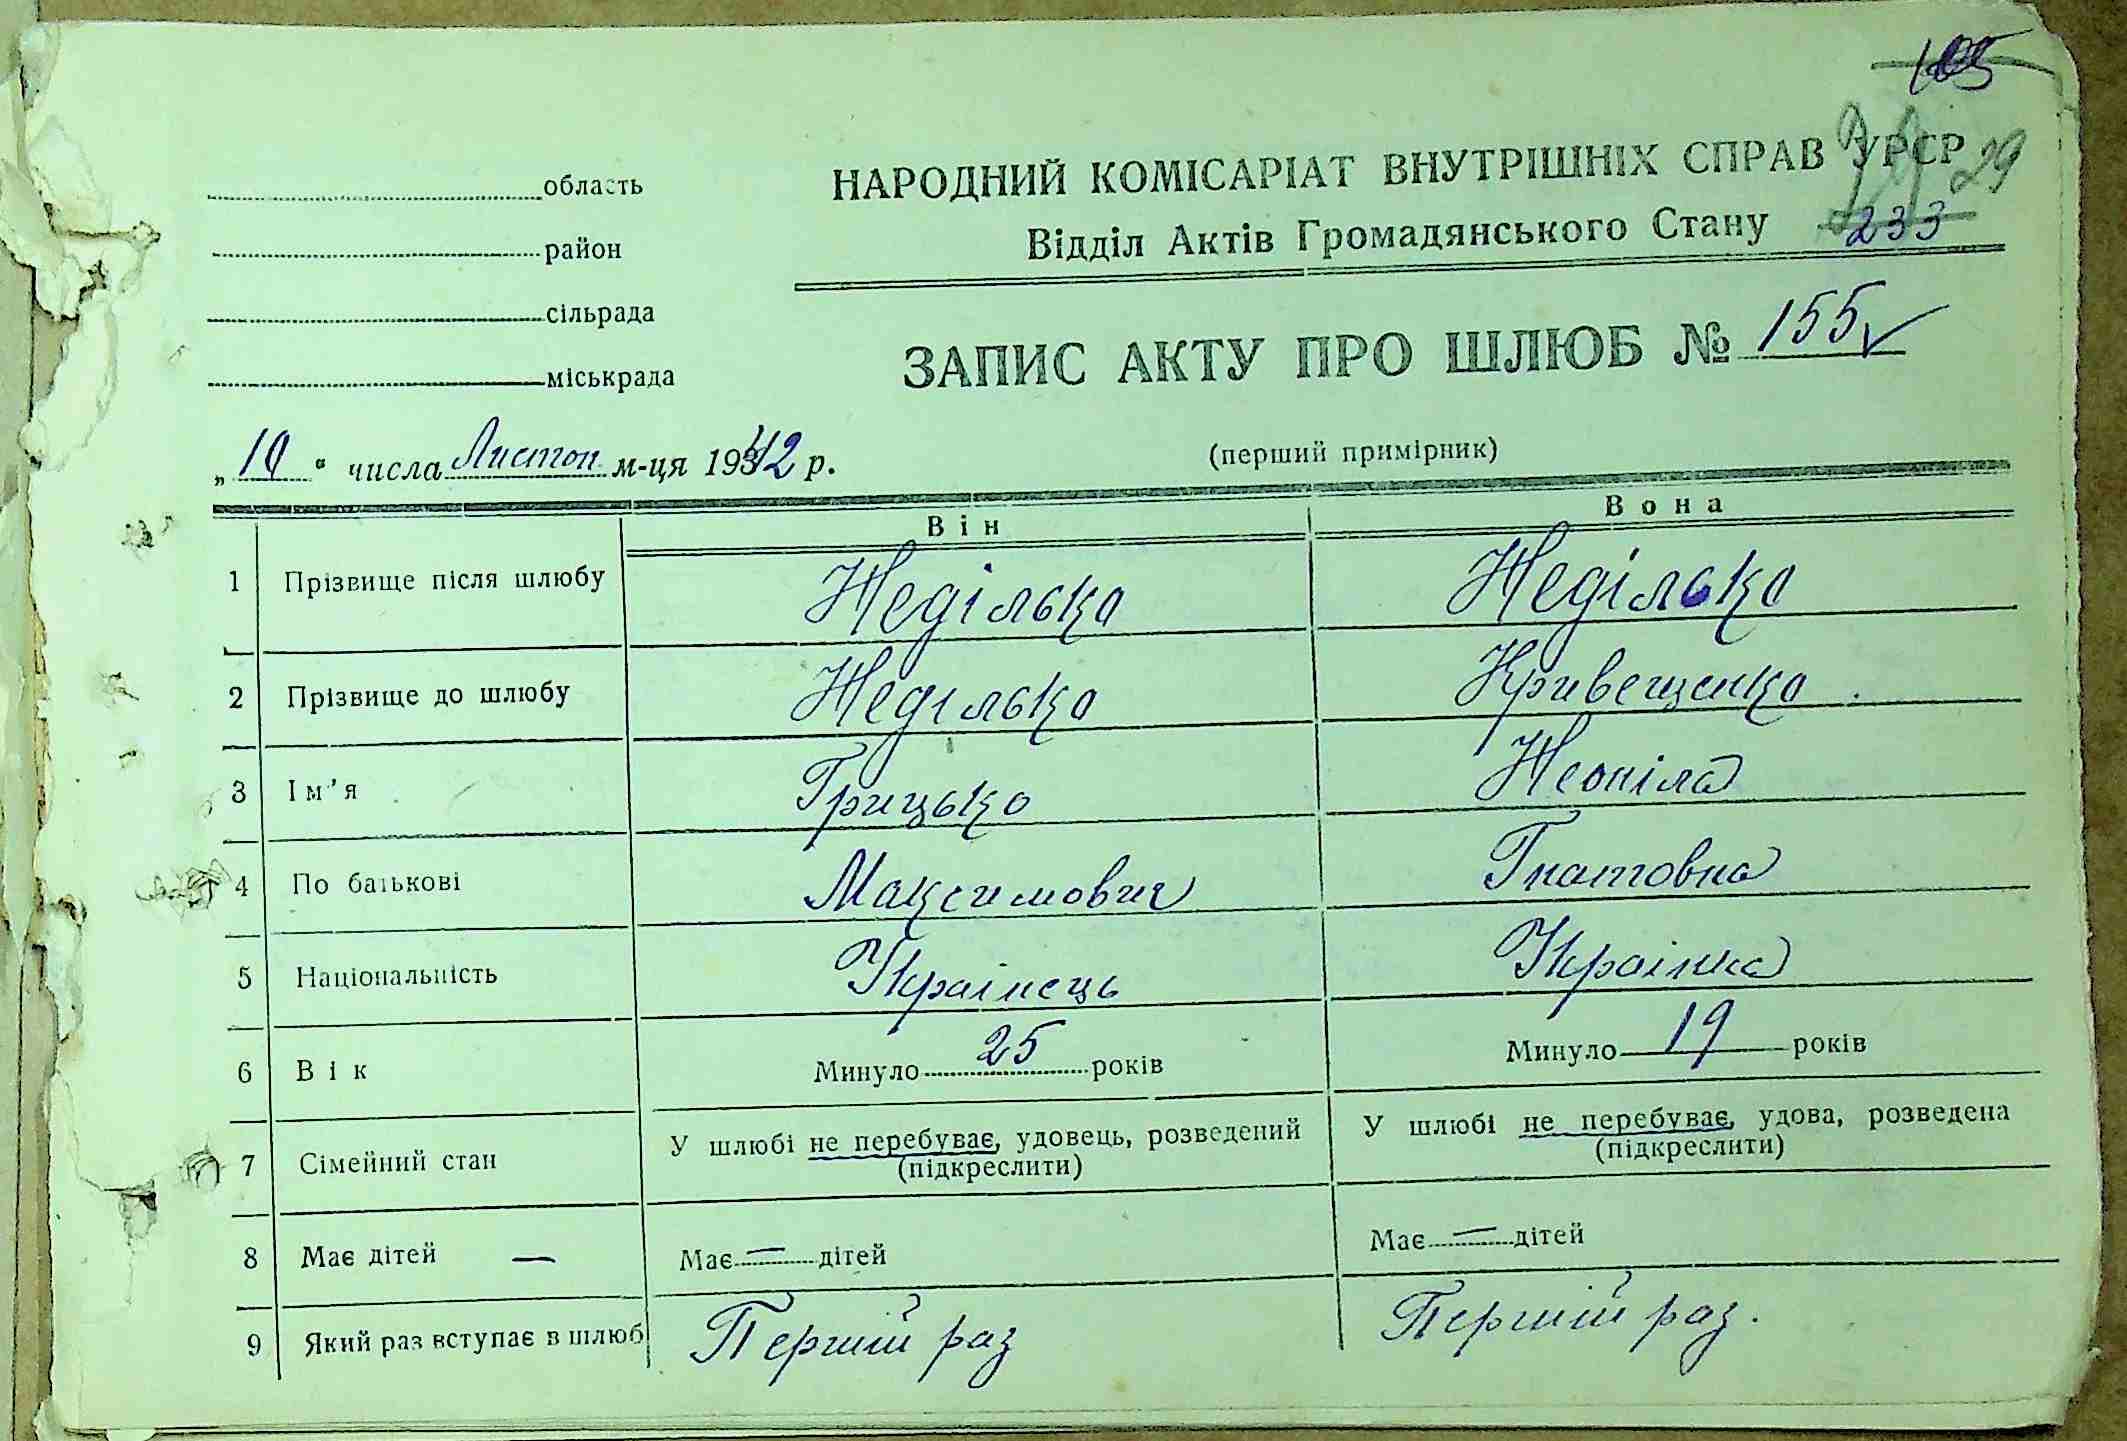 105
НАРОДНИЙ КОМІСАРІАТ ВНУТРІШНІХ СПРАВ УРСР 29
Відділ Актів Громадянського Стану 233
область
район
сільрада
міськрада
ЗАПИС АКТУ ПРО ШЛЮБ № 155
(перший примірник)
„10“ числа Листоп. м-ця 1942 р.
Він Вона
1 Прізвище після шлюбу Неділько Неділько
2 Прізвище до шлюбу Неділько Кривещенко
3 Ім'я Грицько Неоніла
4 По батькові Максимович Гнатовна
5 Національність Украінець Украінка
6 Вік Минуло 25 років Минуло 19 років
7 Сімейний стан У шлюбі не перебуває, удовець, розведений (підкреслити) У шлюбі не перебуває, удова, розведена (підкреслити)
8 Має дітей — Має — дітей Має — дітей
9 Який раз вступає в шлюб Перший раз Перший раз.